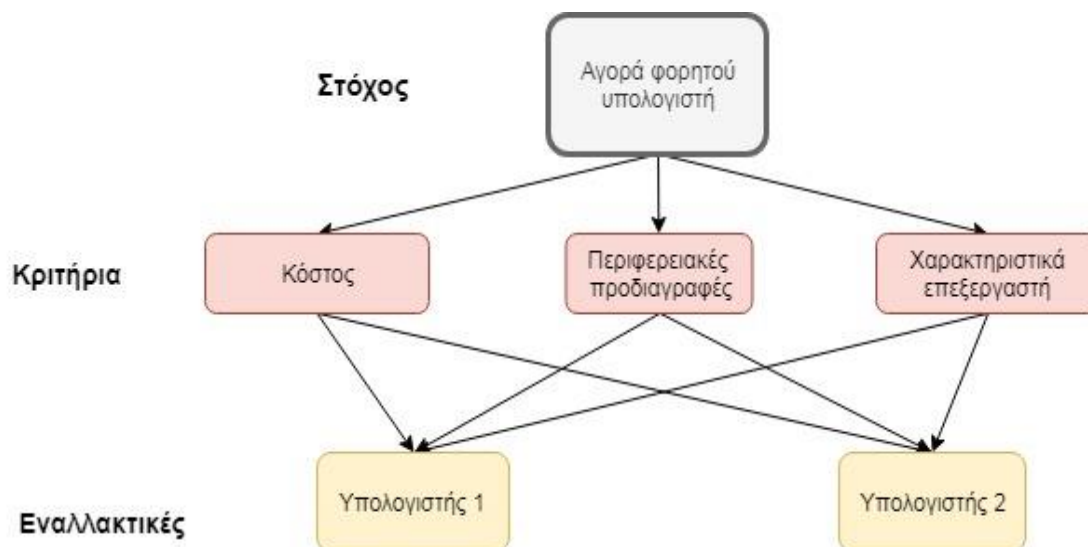 Στόχος
Αγορά φορητού
υπολογιστή
Κριτήρια
Κόστος
Περιφερειακές
προδιαγραφές
Χαρακτηριστικά
επεξεργαστή
Εναλλακτικές
Υπολογιστής 1
Υπολογιστής 2